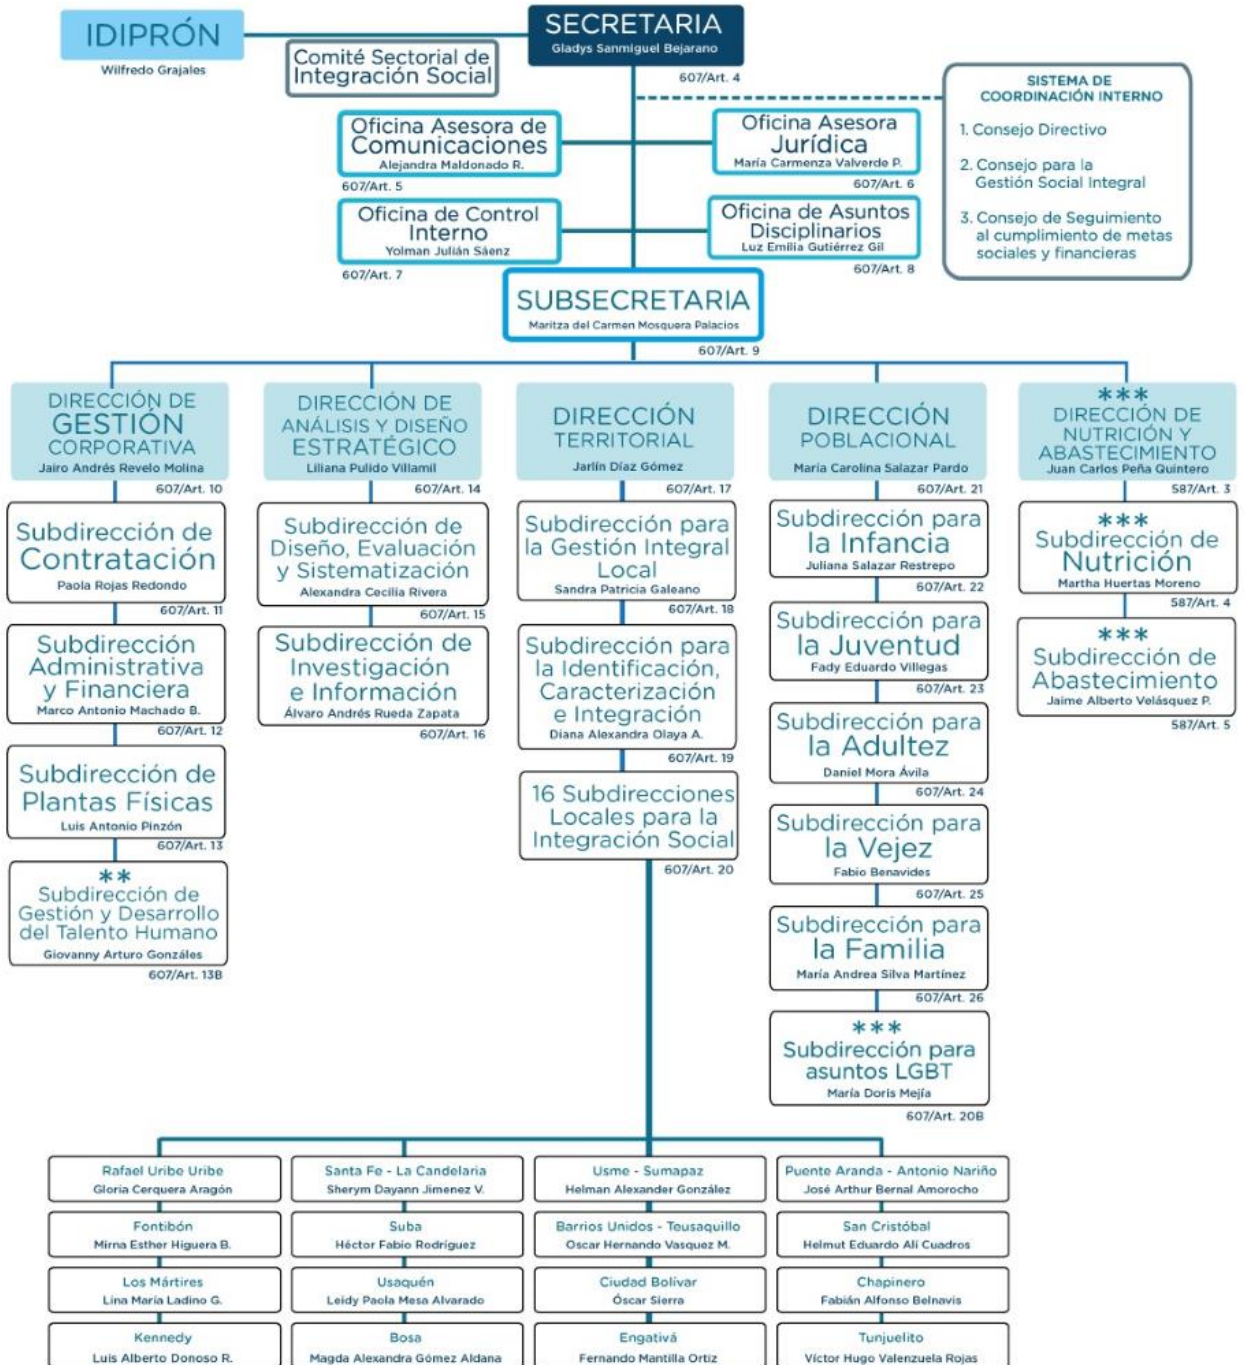 IDIPRÓN
Wilfredo Grajales
SECRETARIA
Gladys Sanmiguel Bejarano
607/Art. 4
Comité Sectorial de
Integración Social
SISTEMA DE
COORDINACIÓN INTERNO
1. Consejo Directivo
2. Consejo para la
Gestión Social Integral
3. Consejo de Seguimiento
al cumplimiento de metas
sociales y financieras
Oficina Asesora de
Comunicaciones
Alejandra Maldonado R.
607/Art. 5
Oficina Asesora
Jurídica
María Carmenza Valverde P.
607/Art. 6
Oficina de Control
Interno
Yolman Julián Sáenz
607/Art. 7
Oficina de Asuntos
Disciplinarios
Luz Emilia Gutiérrez Gil
607/Art. 8
SUBSECRETARIA
Maritza del Carmen Mosquera Palacios
607/Art. 9
DIRECCIÓN DE
GESTIÓN
CORPORATIVA
Jairo Andrés Revelo Molina
607/Art. 10
Subdirección de
Contratación
Paola Rojas Redondo
607/Art. 11
Subdirección
Administrativa
y Financiera
Marco Antonio Machado B.
607/Art. 12
Subdirección de
Plantas Físicas
Luis Antonio Pinzón
607/Art. 13
**
Subdirección de
Gestión y Desarrollo
del Talento Humano
Giovanny Arturo Gonzáles
607/Art. 13B
DIRECCIÓN DE
ANÁLISIS Y DISEÑO
ESTRATÉGICO
Liliana Pulido Villamil
607/Art. 14
Subdirección de
Diseño, Evaluación
y Sistematización
Alexandra Cecilia Rivera
607/Art. 15
Subdirección de
Investigación
e Información
Álvaro Andrés Rueda Zapata
607/Art. 16
DIRECCIÓN
TERRITORIAL
Jarlín Díaz Gómez
607/Art. 17
Subdirección para
la Gestión Integral
Local
Sandra Patricia Galeano
607/Art. 18
Subdirección para
la Identificación,
Caracterización
e Integración
Diana Alexandra Olaya A.
607/Art. 19
16 Subdirecciones
Locales para la
Integración Social
607/Art. 20
DIRECCIÓN
POBLACIONAL
María Carolina Salazar Pardo
607/Art. 21
Subdirección para
la Infancia
Juliana Salazar Restrepo
607/Art. 22
Subdirección para
la Juventud
Fady Eduardo Villegas
607/Art. 23
Subdirección para
la Adultez
Daniel Mora Ávila
607/Art. 24
Subdirección para
la Vejez
Fabio Benavides
607/Art. 25
Subdirección para
la Familia
María Andrea Silva Martínez
607/Art. 26
***
Subdirección para
asuntos LGBT
María Doris Mejía
607/Art. 20B
***
DIRECCIÓN DE
NUTRICIÓN Y
ABASTECIMIENTO
Juan Carlos Peña Quintero
587/Art. 3
***
Subdirección de
Nutrición
Martha Huertas Moreno
587/Art. 4
***
Subdirección de
Abastecimiento
Jaime Alberto Velásquez P.
587/Art. 5
Rafael Uribe Uribe
Gloria Cerquera Aragón
Santa Fe - La Candelaria
Sherym Dayann Jimenez V.
Usme - Sumapaz
Helman Alexander González
Puente Aranda - Antonio Nariño
José Arthur Bernal Amorocho
Fontibón
Mirna Esther Higuera B.
Suba
Héctor Fabio Rodríguez
Barrios Unidos - Teusaquillo
Oscar Hernando Vasquez M.
San Cristóbal
Helmut Eduardo Ali Cuadros
Los Mártires
Lina María Ladino G.
Usaquén
Leidy Paola Mesa Alvarado
Ciudad Bolívar
Óscar Sierra
Chapinero
Fabián Alfonso Belnavis
Kennedy
Luis Alberto Donoso R.
Bosa
Magda Alexandra Gómez Aldana
Engativá
Fernando Mantilla Ortiz
Tunjuelito
Víctor Hugo Valenzuela Rojas